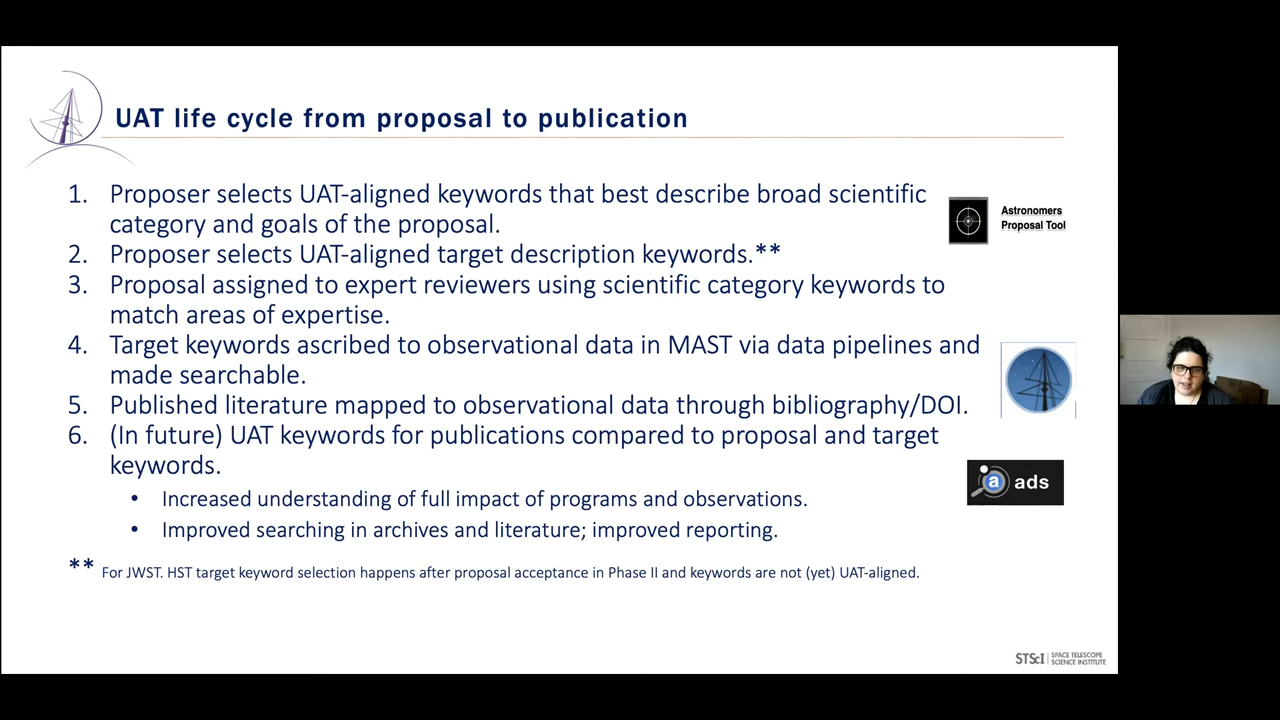 UAT life cycle from proposal to publication
1. Proposer selects UAT-aligned keywords that best describe broad scientific
category and goals of the proposal.
2. Proposer selects UAT-aligned target description keywords.**
3. Proposal assigned to expert reviewers using scientific category keywords to
match areas of expertise.
4. Target keywords ascribed to observational data in MAST via data pipelines and
made searchable.
5. Published literature mapped to observational data through bibliography/DOI.
6. (In future) UAT keywords for publications compared to proposal and target
keywords.
• Increased understanding of full impact of programs and observations.
• Improved searching in archives and literature; improved reporting.
** For JWST. HST target keyword selection happens after proposal acceptance in Phase II and keywords are not (yet) UAT-aligned.
Astronomers
Proposal Tool
a ads
STScI | SPACE TELESCOPE
SCIENCE INSTITUTE